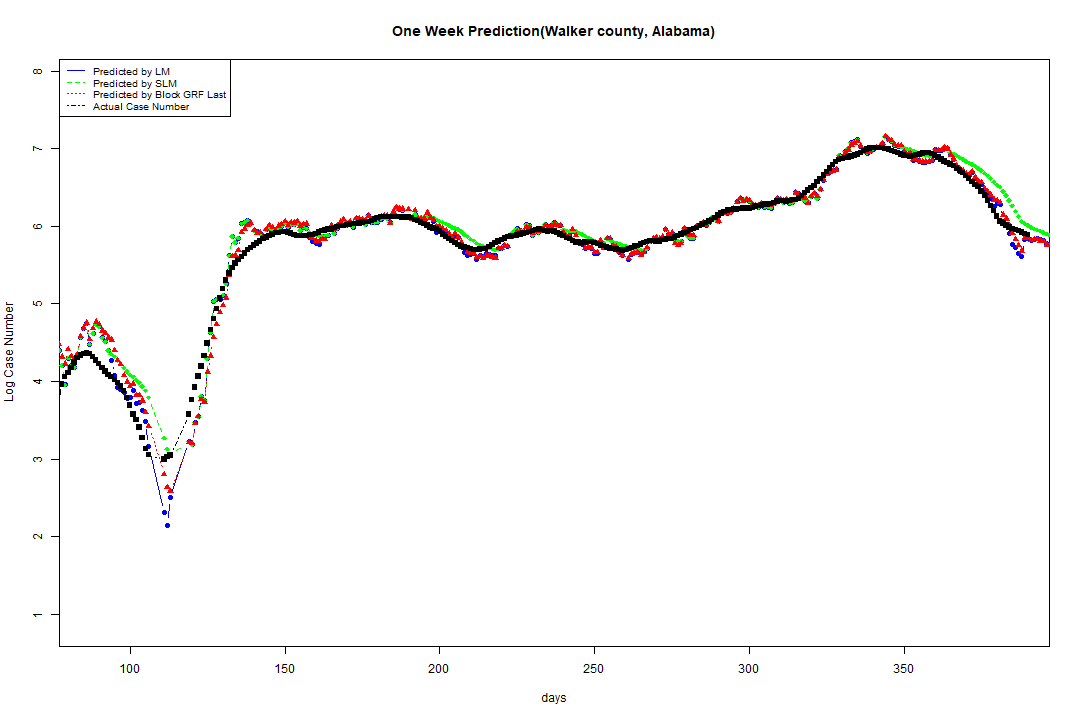 One Week Prediction(Walker county, Alabama)
Predicted by LM
Predicted by SLM
Predicted by Block GRF Last
Actual Case Number
8
7
6
5
4
3
2
1
Log Case Number
100 150 200 250 300 350
days